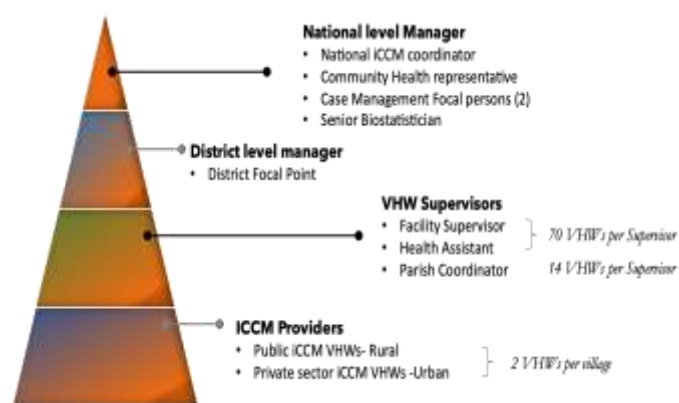 National level Manager
• National iCCM coordinator
• Community Health representative
• Case Management Focal persons (2)
• Senior Biostatistician
District level manager
• District Focal Point
VHW Supervisors
• Facility Supervisor
• Health Assistant
70 VHWs per Supervisor
• Parish Coordinator
14 VHWs per Supervisor
ICCM Providers
• Public iCCM VHWs- Rural
• Private sector iCCM VHWs -Urban
2 VHWs per village